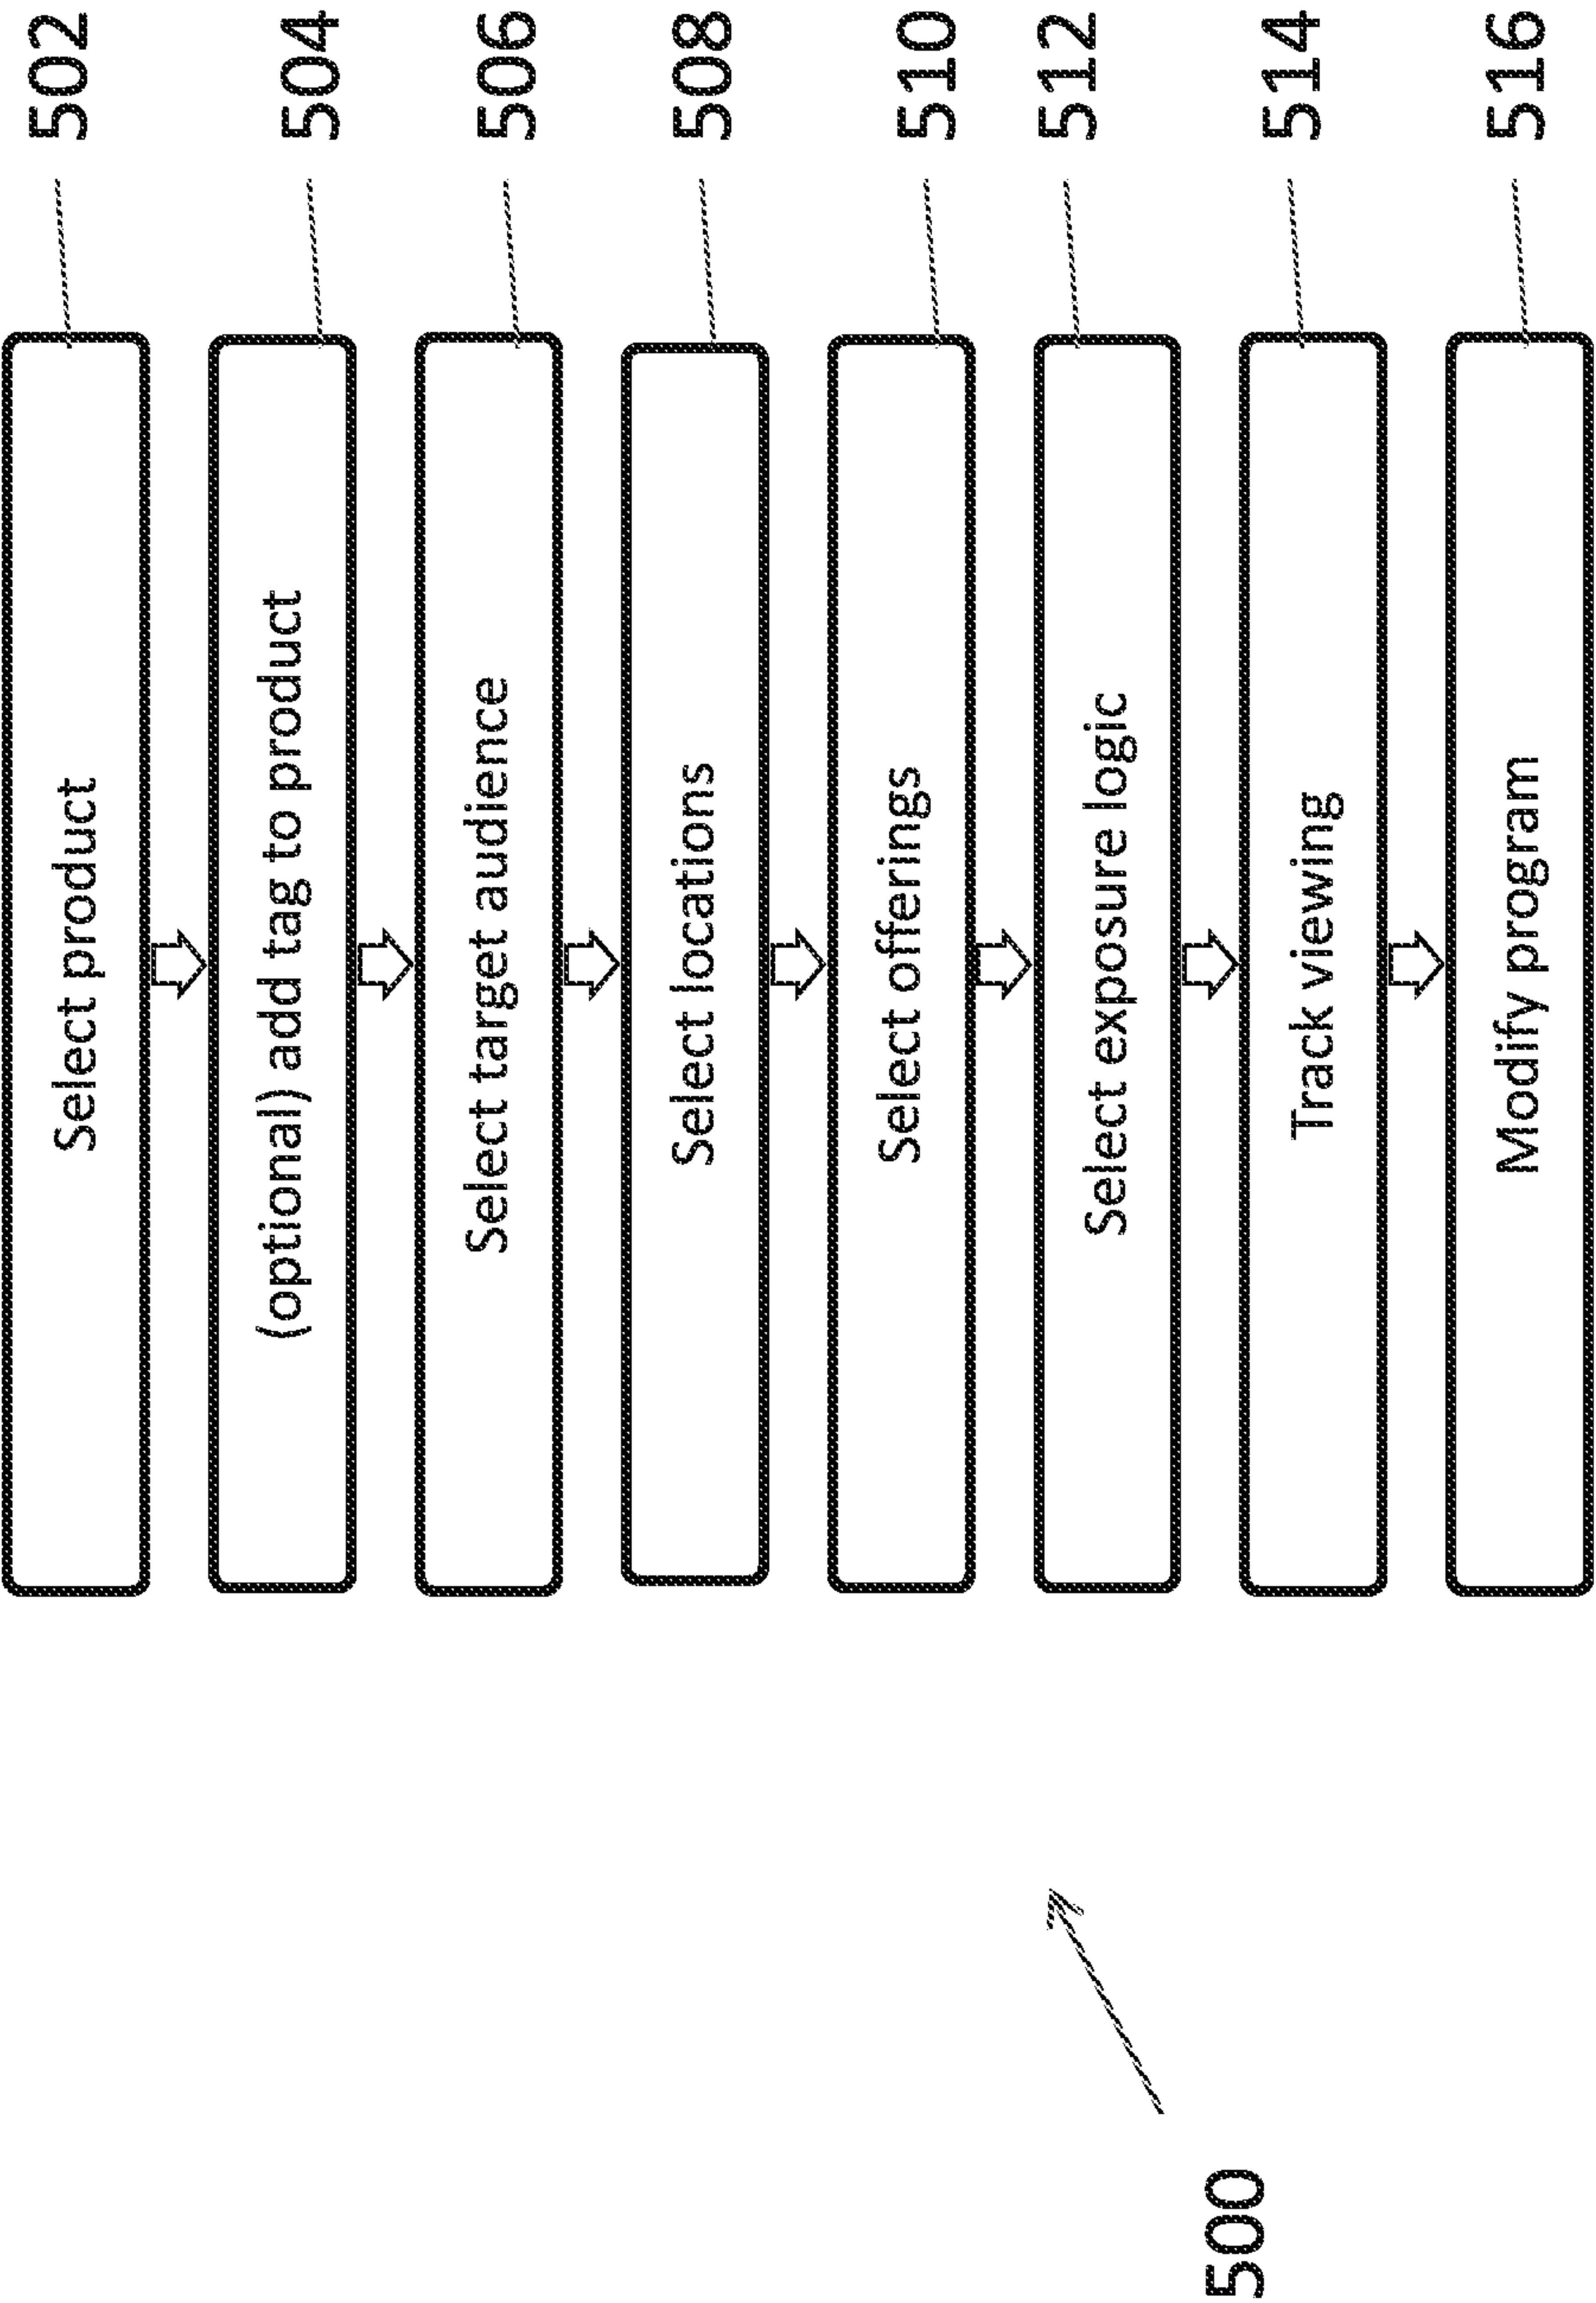 Select product
502
(optional) add tag to product
504
Select target audience
506
Select locations
508
Select offerings
510
Select exposure logic
512
Track viewing
514
Modify program
516
500